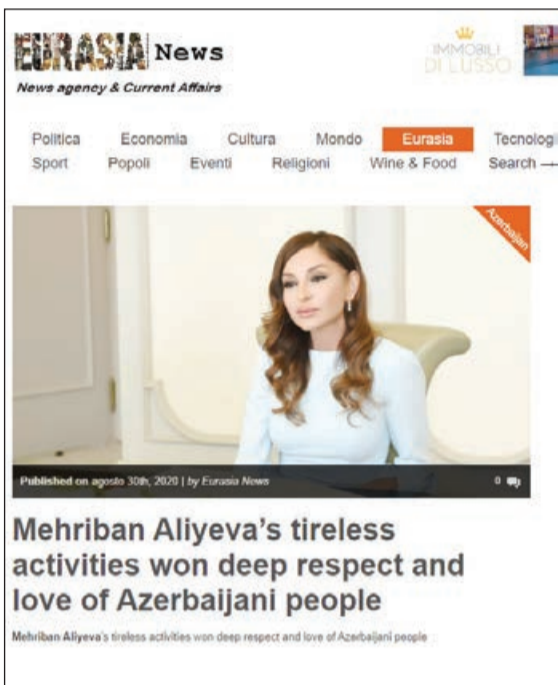 EURASIA News
News agency & Current Affairs
IMMOBILI
DI LUSSO
Politica Economia Cultura Mondo Eurasia Tecnologi
Sport Popoli Eventi Religioni Wine & Food Search
Azerbaijan
Published on agosto 30th, 2020 | by Eurasia News 0
Mehriban Aliyeva's tireless
activities won deep respect and
love of Azerbaijani people
Mehriban Aliyeva's tireless activities won deep respect and love of Azerbaijani people